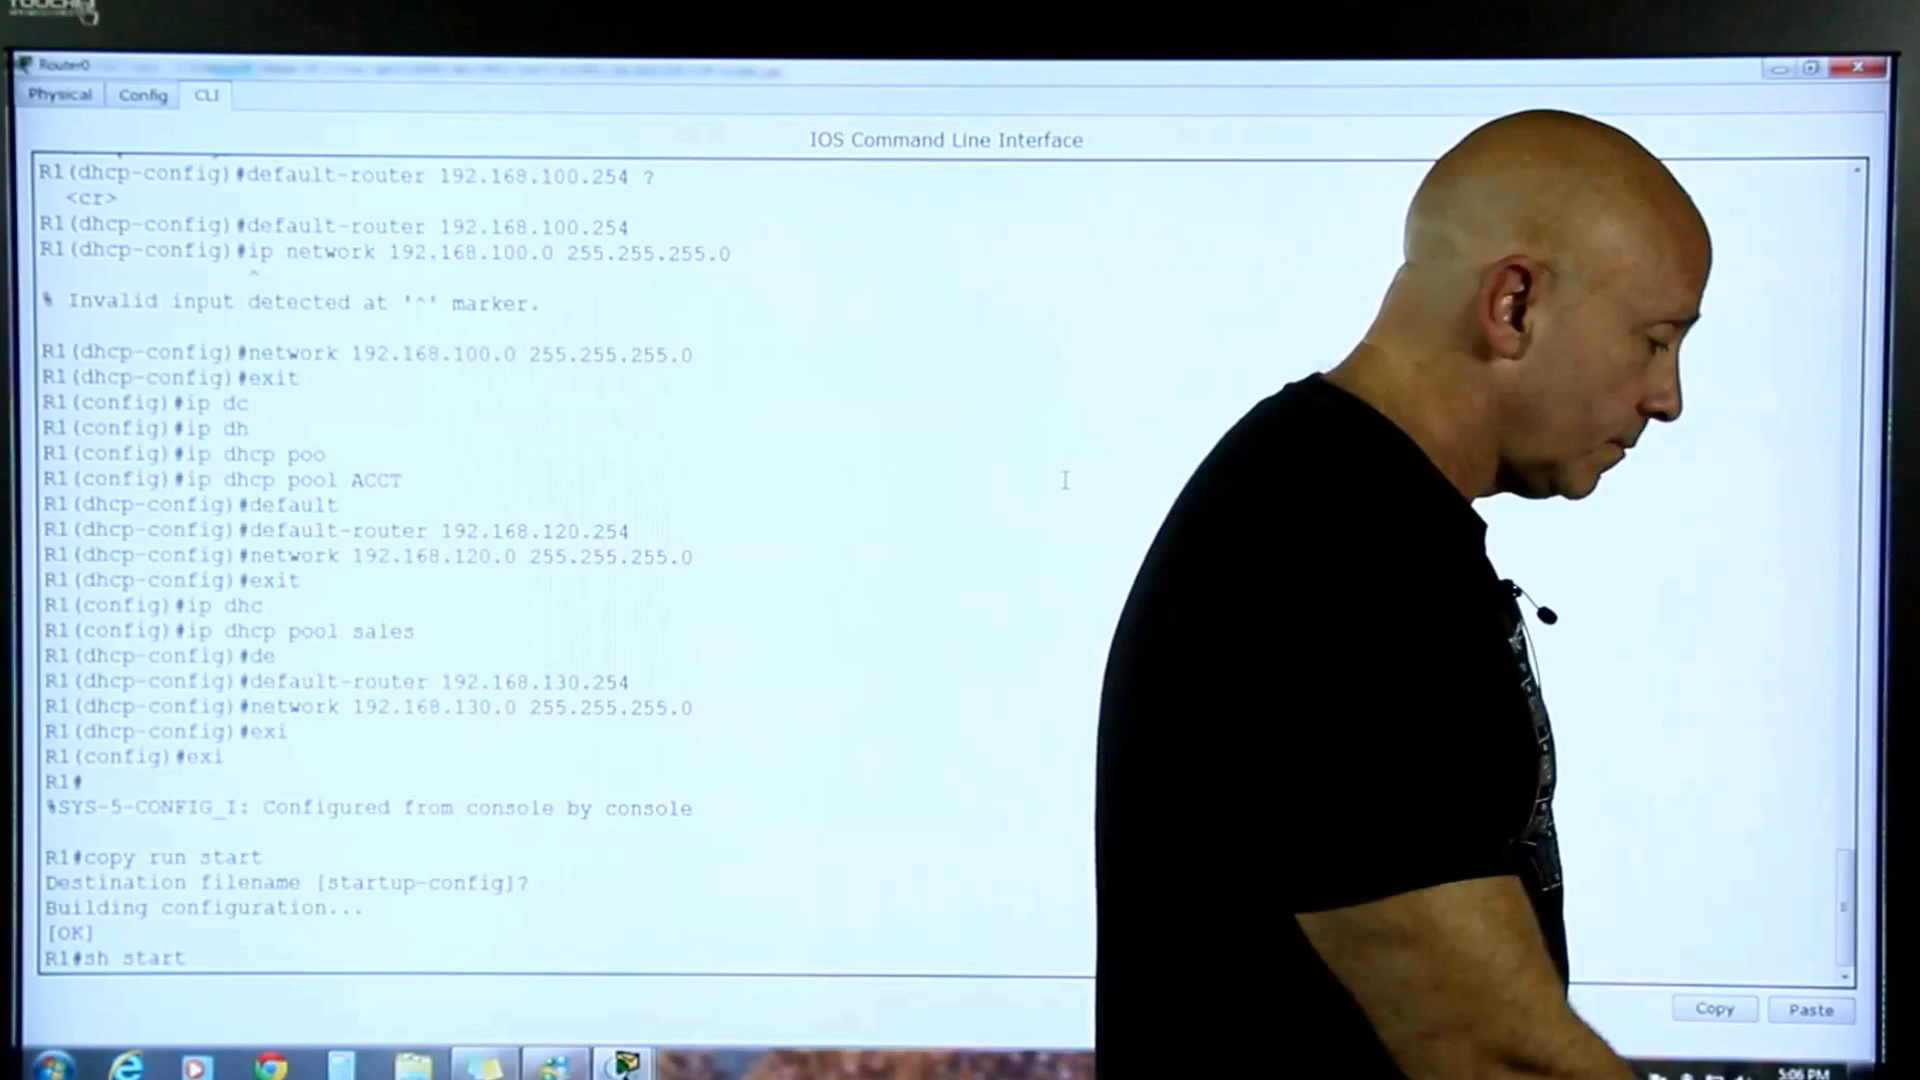 Router0
Physical Config CLI
IOS Command Line Interface
R1(dhcp-config)#default-router 192.168.100.254 ?
<cr>
R1(dhcp-config)#default-router 192.168.100.254
R1(dhcp-config)#ip network 192.168.100.0 255.255.255.0
^
% Invalid input detected at '^' marker.
R1(dhcp-config)#network 192.168.100.0 255.255.255.0
R1(dhcp-config)#exit
R1(config)#ip dc
R1(config)#ip dh
R1(config)#ip dhcp poo
R1(config)#ip dhcp pool ACCT
R1(dhcp-config)#default
R1(dhcp-config)#default-router 192.168.120.254
R1(dhcp-config)#network 192.168.120.0 255.255.255.0
R1(dhcp-config)#exit
R1(config)#ip dhc
R1(config)#ip dhcp pool sales
R1(dhcp-config)#de
R1(dhcp-config)#default-router 192.168.130.254
R1(dhcp-config)#network 192.168.130.0 255.255.255.0
R1(dhcp-config)#exi
R1(config)#exi
R1#
%SYS-5-CONFIG_I: Configured from console by console
R1#copy run start
Destination filename [startup-config]?
Building configuration...
[OK]
R1#sh start
Copy Paste
5:06 PM